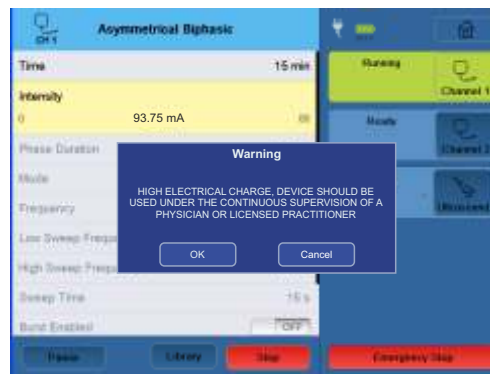 CH 1
Asymmetrical Biphasic
Time 15 min
Intensity
0 93.75 mA
Phase Duration
Mode
Frequency
Low Sweep Frequ
High Sweep Frequ
Sweep Time 15 s
Burst Enabled OFF
Pause Library Stop
Running
Channel 1
Ready
Channel 2
Ultrasound
Emergency Stop
Warning
HIGH ELECTRICAL CHARGE, DEVICE SHOULD BE
USED UNDER THE CONTINUOUS SUPERVISION OF A
PHYSICIAN OR LICENSED PRACTITIONER
OK Cancel